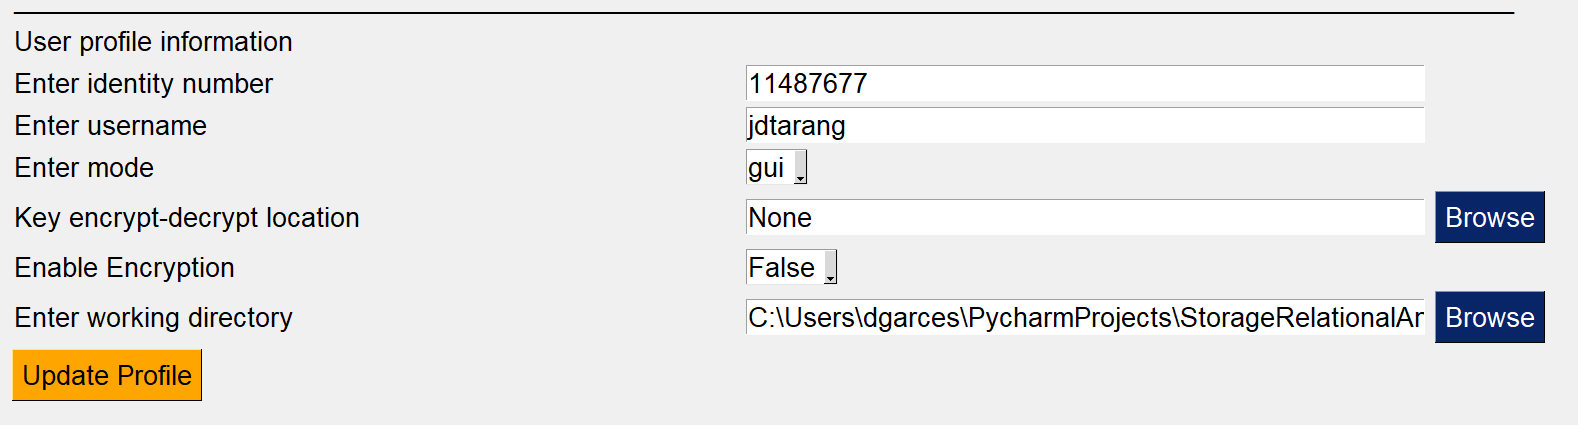 User profile information
Enter identity number 11487677
Enter username jdtarang
Enter mode gui
Key encrypt-decrypt location None Browse
Enable Encryption False
Enter working directory C:\Users\dgarces\PycharmProjects\StorageRelationalAr Browse
Update Profile